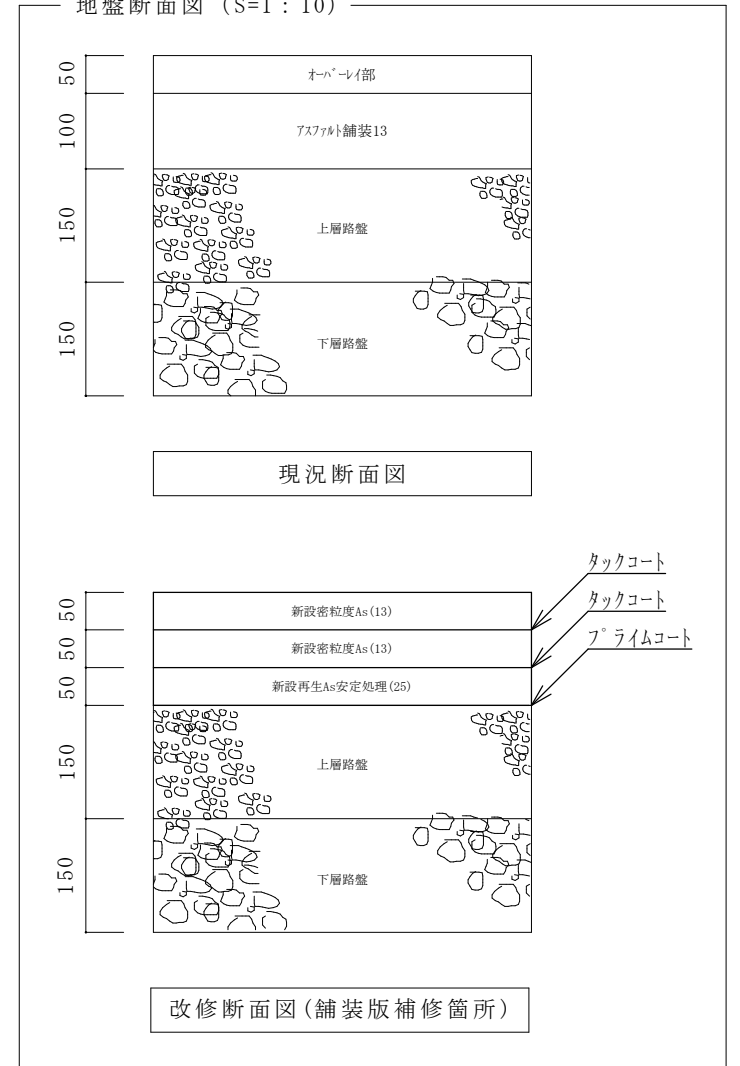 地盤断面図 (S=1：10)
50
ｵｰﾊﾞｰﾚｲ部
100
ｱｽﾌｧﾙﾄ舗装13
150
上層路盤
150
下層路盤
現況断面図
タックコート
50
新設密粒度As(13)
タックコート
50
新設密粒度As(13)
プライムコート
50
新設再生As安定処理(25)
150
上層路盤
150
下層路盤
改修断面図(舗装版補修箇所)